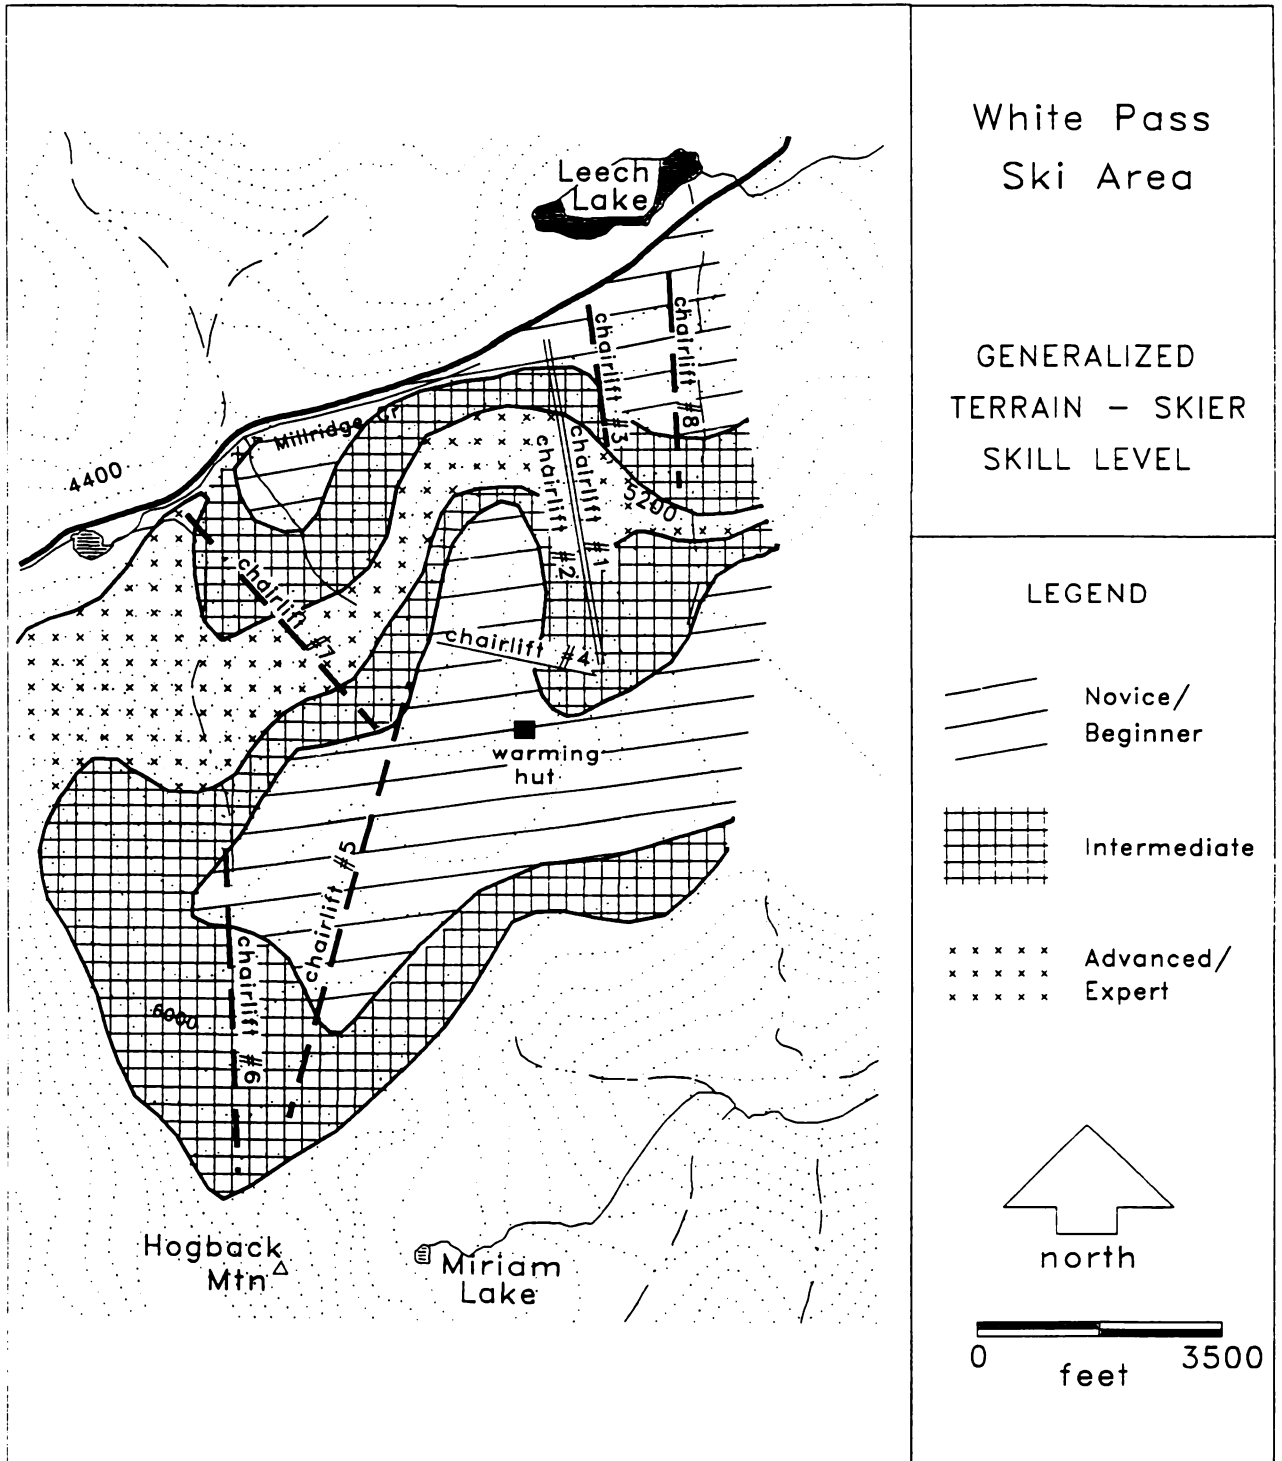 White Pass
Ski Area
GENERALIZED
TERRAIN – SKIER
SKILL LEVEL
LEGEND
Novice/
Beginner
Intermediate
Advanced/
Expert
north
0 3500
feet
Leech
Lake
chairlift #3
chairlift #8
Millridge Cr
4400
chairlift #1
chairlift #2
5200
chairlift #7
chairlift #4
warming
hut
chairlift #5
chairlift #6
6000
Hogback
Mtn
Miriam
Lake